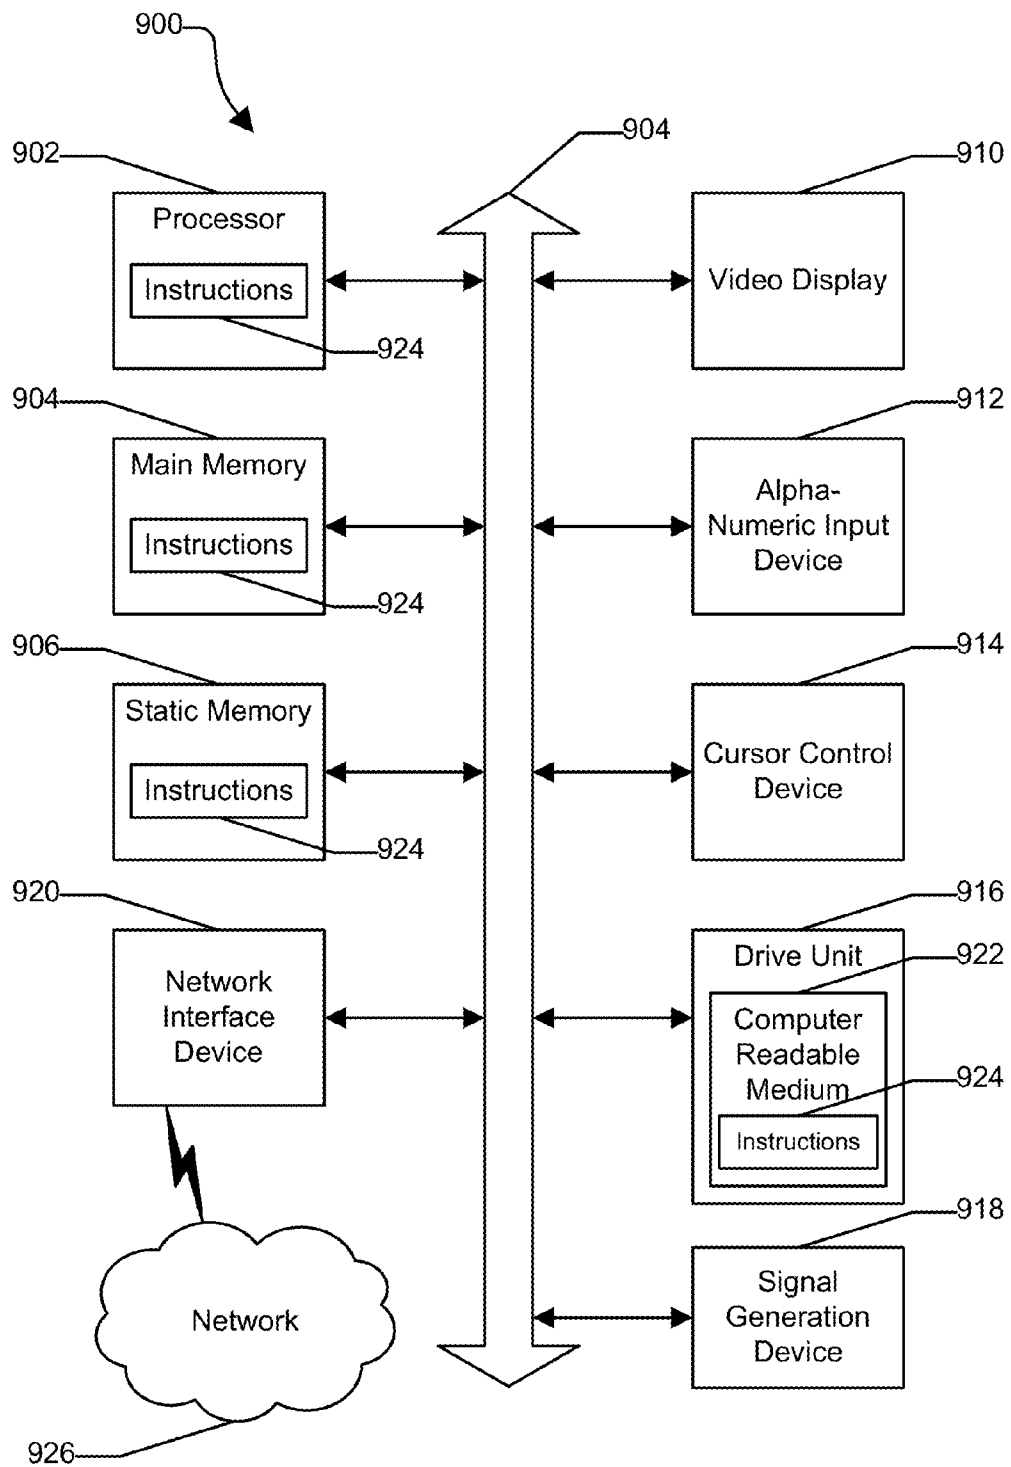 900
904
902
Processor
Instructions
924
910
Video Display
904
Main Memory
Instructions
924
912
Alpha-
Numeric Input
Device
906
Static Memory
Instructions
924
914
Cursor Control
Device
920
Network
Interface
Device
916
Drive Unit
922
Computer
Readable
Medium
924
Instructions
918
Signal
Generation
Device
Network
926